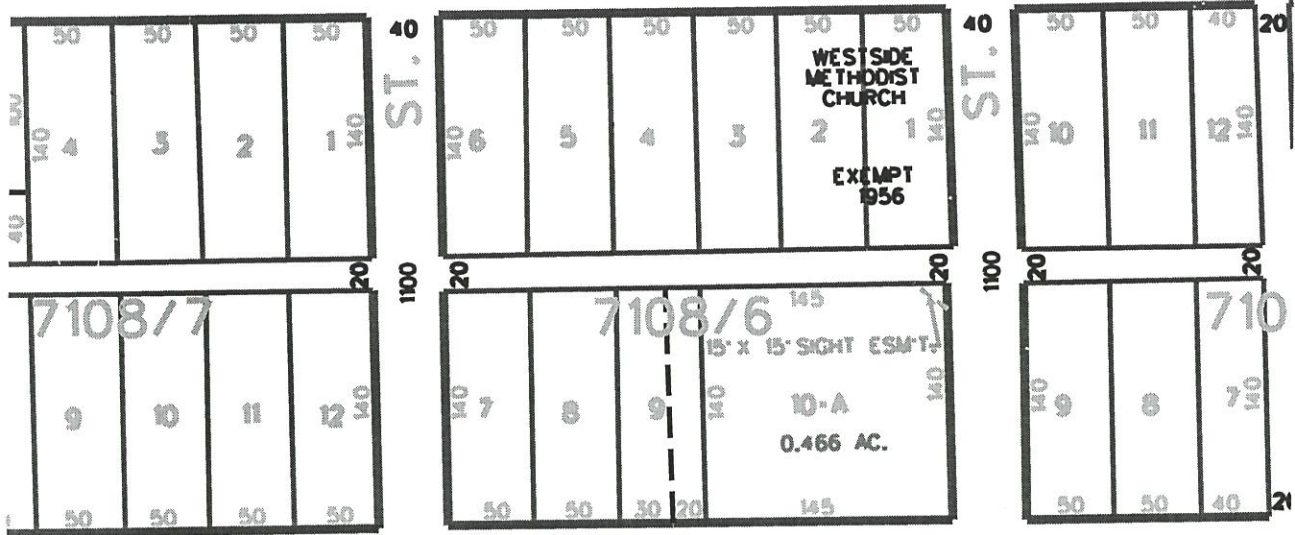 50 50 50 50 40 50 50 50 50 50 50 40 50 50 40 20
ST.
WESTSIDE
METHODIST
CHURCH
ST.
100
140 4 3 2 1 140
140 6 5 4 3 2 1 140
140 10 11 12 140
EXEMPT
1956
40
20 1100 20 20 1100 20 20
7108/7
7108/6
145
710
15' X 15' SIGHT ESM'T.
9 10 11 12 140
140 7 8 9 140 10-A 140
140 9 8 7 140
0.466 AC.
50 50 50 50
50 50 30 20 145
50 50 40 20